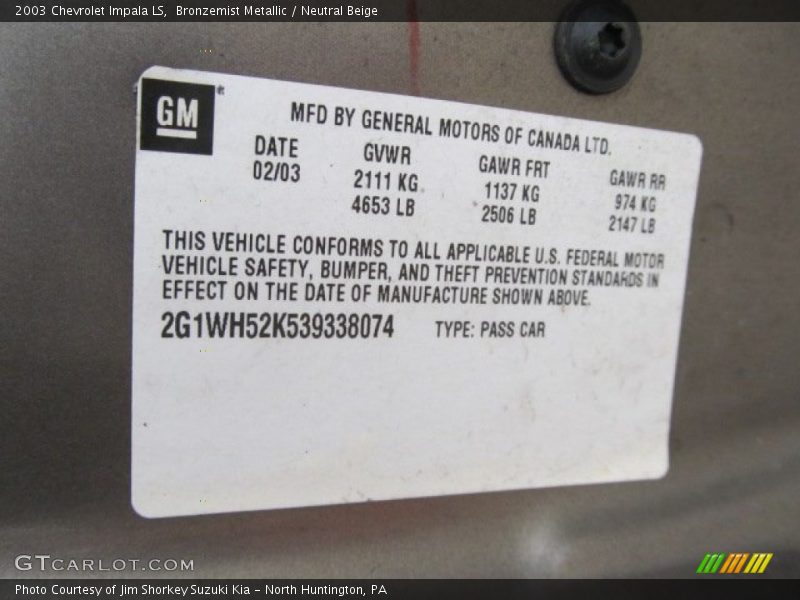 2003 Chevrolet Impala LS, Bronzemist Metallic / Neutral Beige
GM
MFD BY GENERAL MOTORS OF CANADA LTD.
DATE GVWR GAWR FRT GAWR RR
02/03 2111 KG 1137 KG 974 KG
4653 LB 2506 LB 2147 LB
THIS VEHICLE CONFORMS TO ALL APPLICABLE U.S. FEDERAL MOTOR
VEHICLE SAFETY, BUMPER, AND THEFT PREVENTION STANDARDS IN
EFFECT ON THE DATE OF MANUFACTURE SHOWN ABOVE.
2G1WH52K539338074 TYPE: PASS CAR
GTCARLOT.COM
Photo Courtesy of Jim Shorkey Suzuki Kia - North Huntington, PA